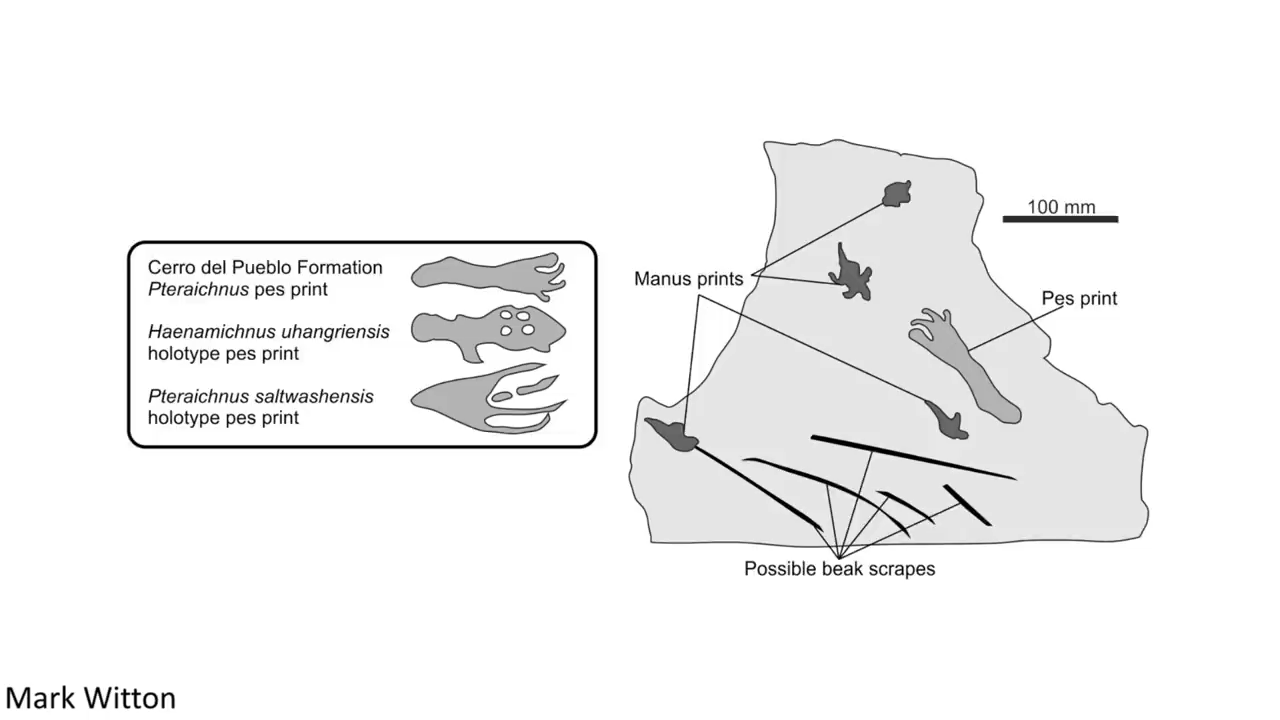 Cerro del Pueblo Formation
Pteraichnus pes print
Haenamichnus uhangriensis
holotype pes print
Pteraichnus saltwashensis
holotype pes print
100 mm
Manus prints
Pes print
Possible beak scrapes
Mark Witton